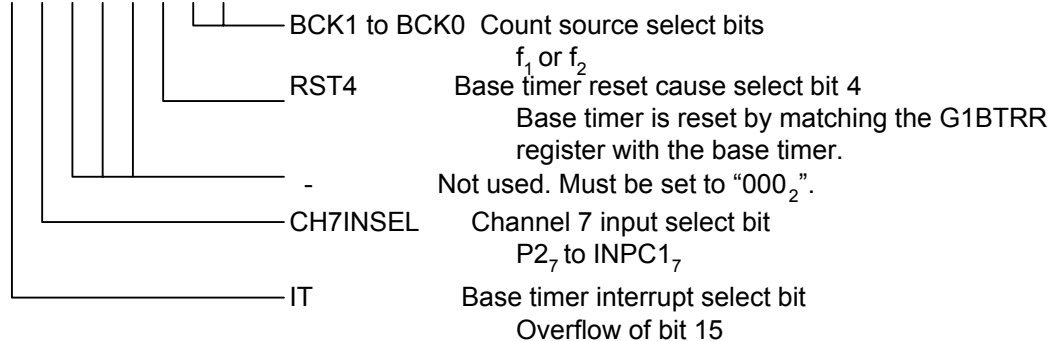 BCK1 to BCK0 Count source select bits
f₁ or f₂
RST4 Base timer reset cause select bit 4
Base timer is reset by matching the G1BTRR
register with the base timer.
- Not used. Must be set to “000₂”.
CH7INSEL Channel 7 input select bit
P2₇ to INPC1₇
IT Base timer interrupt select bit
Overflow of bit 15